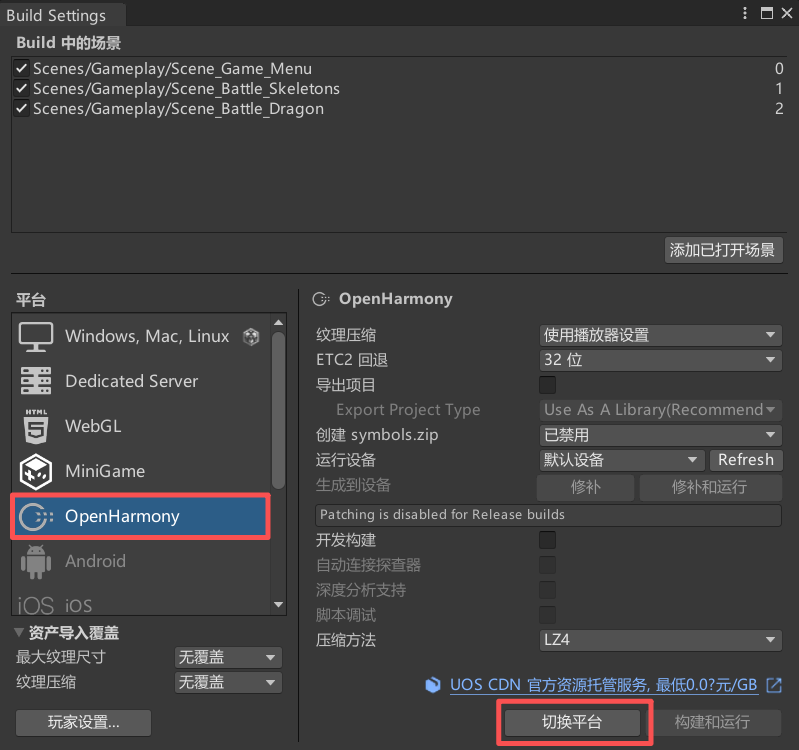 Build Settings
Build 中的场景
Scenes/Gameplay/Scene_Game_Menu 0
Scenes/Gameplay/Scene_Battle_Skeletons 1
Scenes/Gameplay/Scene_Battle_Dragon 2
添加已打开场景
平台
Windows, Mac, Linux
Dedicated Server
HTML
5
WebGL
MiniGame
OpenHarmony
Android
iOS iOS
资产导入覆盖
最大纹理尺寸 无覆盖
纹理压缩 无覆盖
玩家设置...
OpenHarmony
纹理压缩 使用播放器设置
ETC2 回退 32 位
导出项目
Export Project Type Use As A Library(Recommend
创建 symbols.zip 已禁用
运行设备 默认设备 Refresh
生成到设备 修补 修补和运行
Patching is disabled for Release builds
开发构建
自动连接探查器
深度分析支持
脚本调试
压缩方法 LZ4
UOS CDN 官方资源托管服务, 最低0.0?元/GB
切换平台 构建和运行